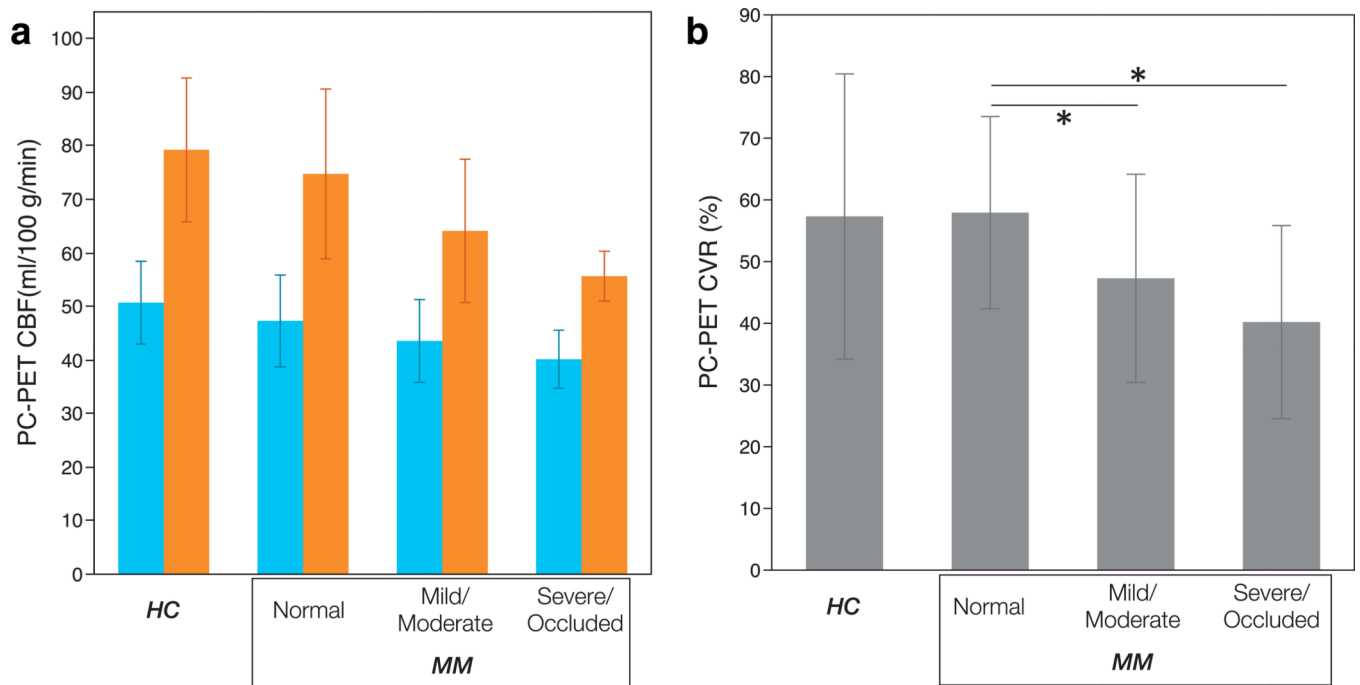 a
PC-PET CBF(ml/100 g/min)
100
90
80
70
60
50
40
30
20
10
0
HC
Normal
Mild/
Moderate
Severe/
Occluded
MM
b
PC-PET CVR (%)
90
80
70
60
50
40
30
20
10
0
*
*
HC
Normal
Mild/
Moderate
Severe/
Occluded
MM